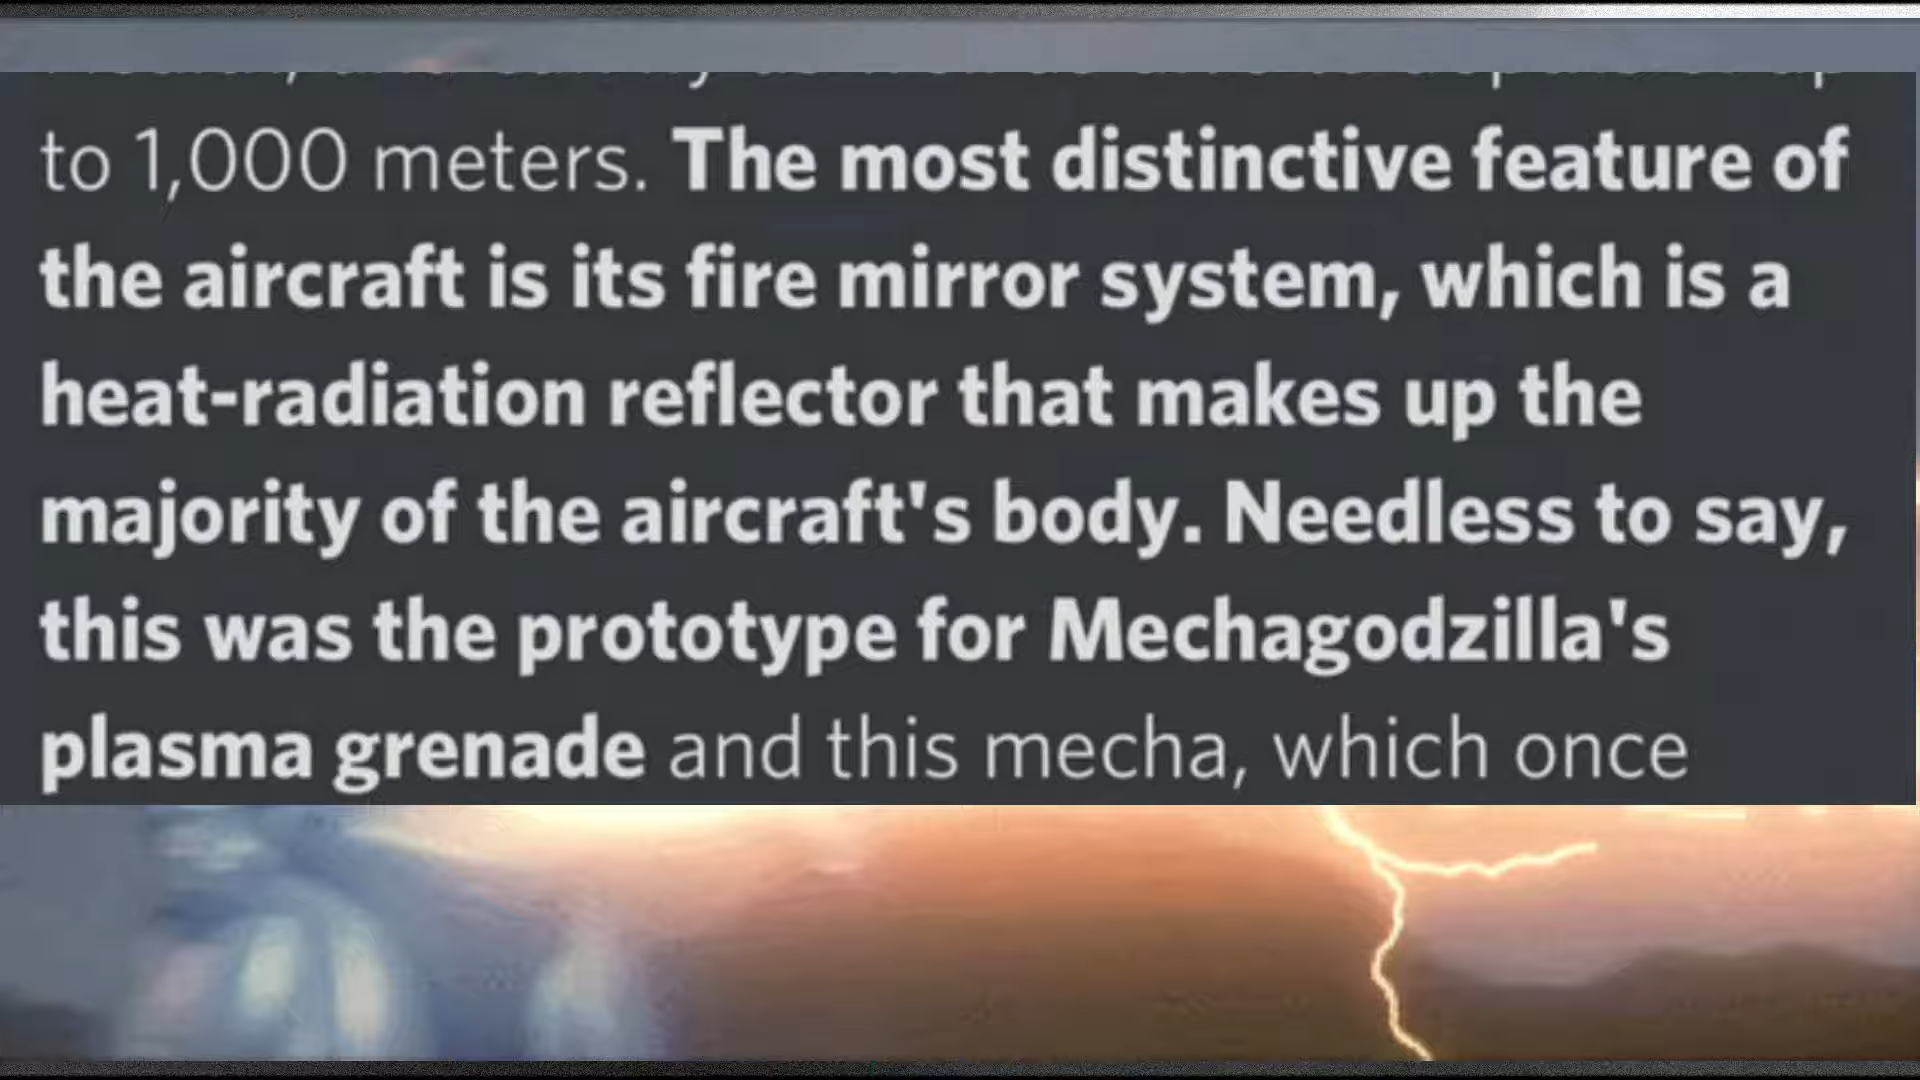 to 1,000 meters. The most distinctive feature of
the aircraft is its fire mirror system, which is a
heat-radiation reflector that makes up the
majority of the aircraft's body. Needless to say,
this was the prototype for Mechagodzilla's
plasma grenade and this mecha, which once